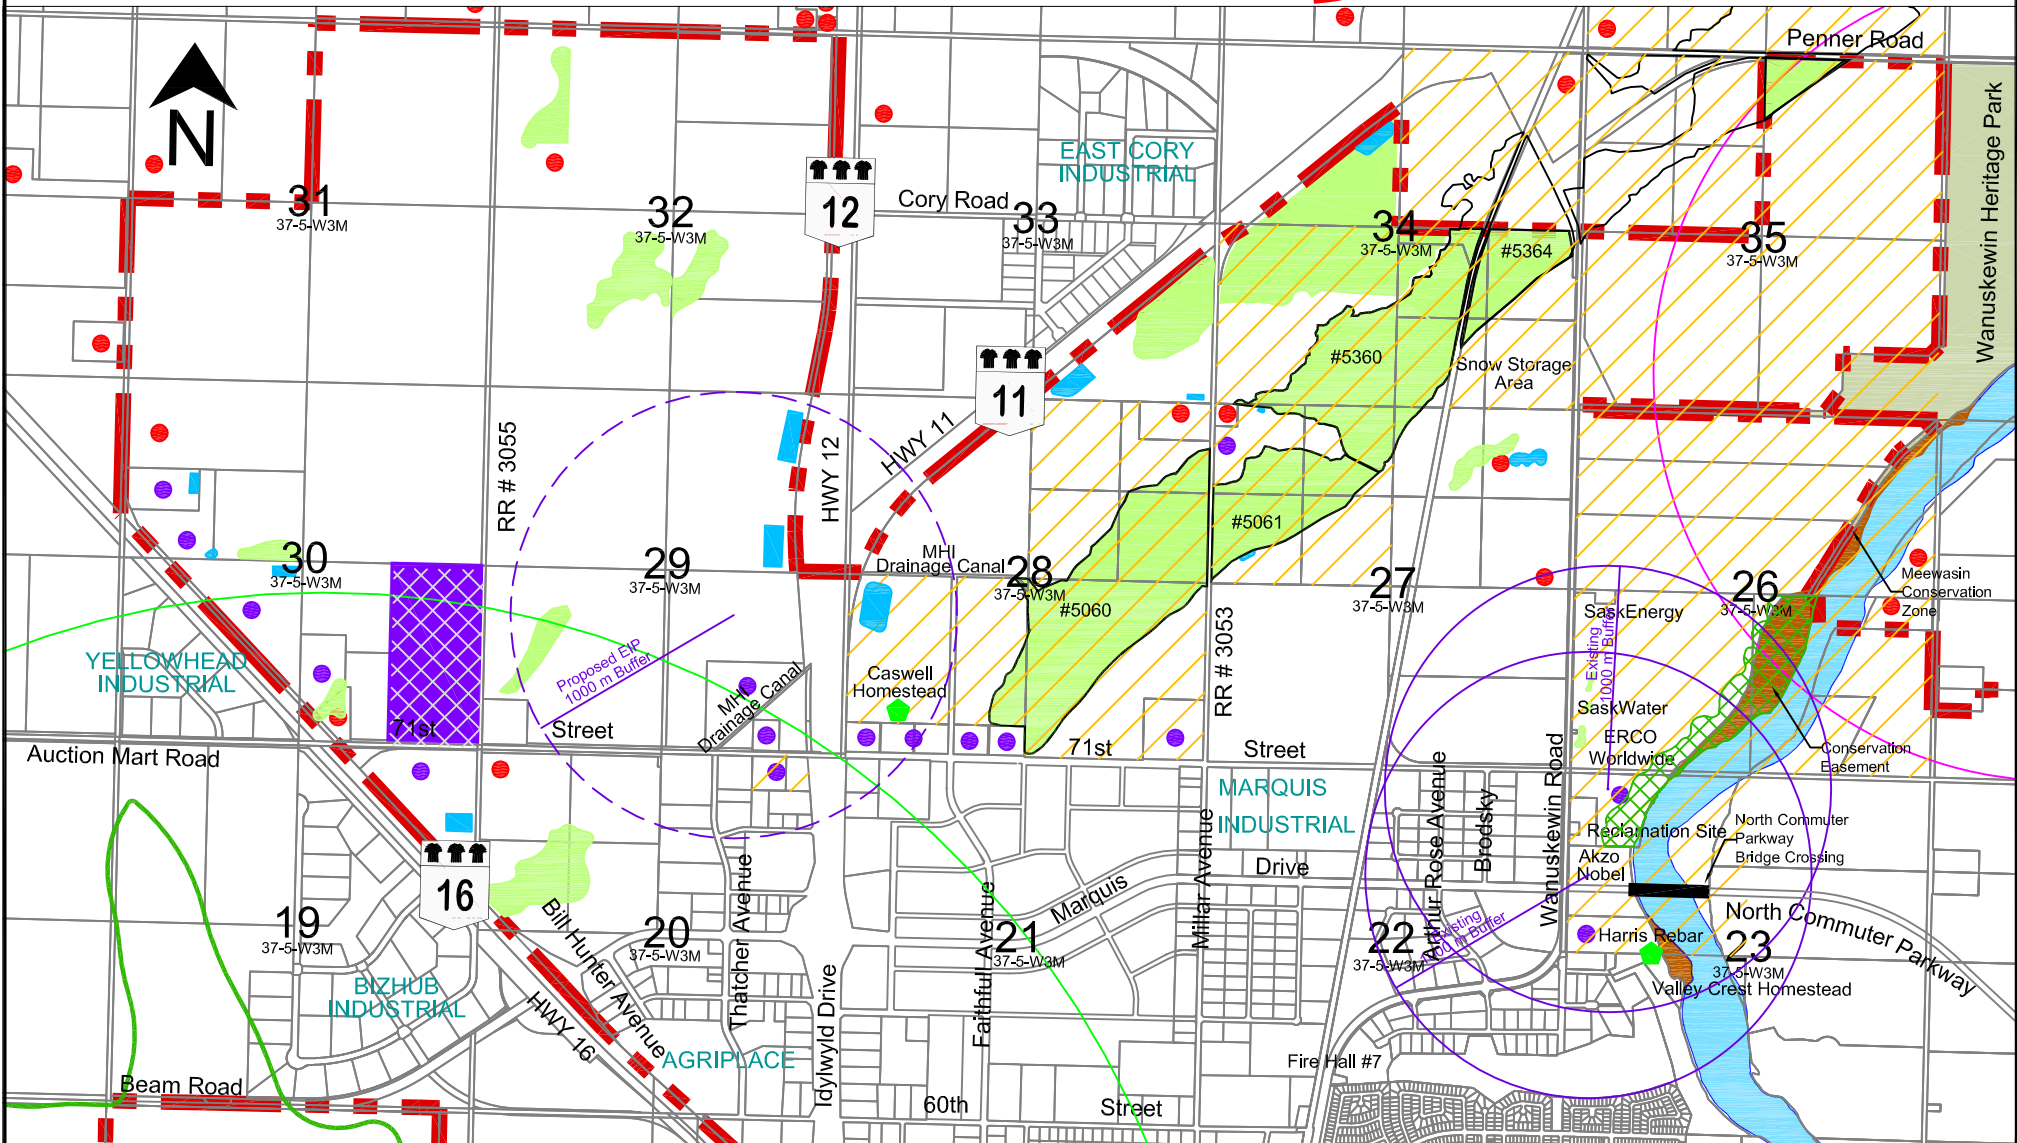 Penner Road
N
Wanuskewin Heritage Park
EAST CORY
INDUSTRIAL
31
37-5-W3M
32
37-5-W3M
12
Cory Road
33
37-5-W3M
34
37-5-W3M
#5364
35
37-5-W3M
#5360
Snow Storage
Area
11
HWY 11
HWY 12
RR # 3055
#5061
MHI
Drainage Canal
30
37-5-W3M
29
37-5-W3M
28
37-5-W3M
#5060
27
37-5-W3M
26
37-5-W3M
Meewasin
Conservation
Zone
SaskEnergy
Existing
1000 m Buffer
RR # 3053
YELLOWHEAD
INDUSTRIAL
Proposed EIP
1000 m Buffer
MHI
Drainage Canal
Caswell
Homestead
SaskWater
ERCO
Worldwide
Conservation
Easement
Auction Mart Road
71st
Street
71st
Street
MARQUIS
INDUSTRIAL
Arthur Rose Avenue
Brodsky
Wanuskewin Road
Reclamation Site
North Commuter
Parkway
Bridge Crossing
Akzo
Nobel
Millar Avenue
Marquis
Drive
16
19
37-5-W3M
Bill Hunter Avenue
20
37-5-W3M
Thatcher Avenue
Faithfull Avenue
21
37-5-W3M
22
37-5-W3M
Existing
1000 m Buffer
Harris Rebar
23
37-5-W3M
North Commuter Parkway
Valley Crest Homestead
BIZHUB
INDUSTRIAL
HWY 16
Idylwyld Drive
AGRIPLACE
Fire Hall #7
Beam Road
60th
Street